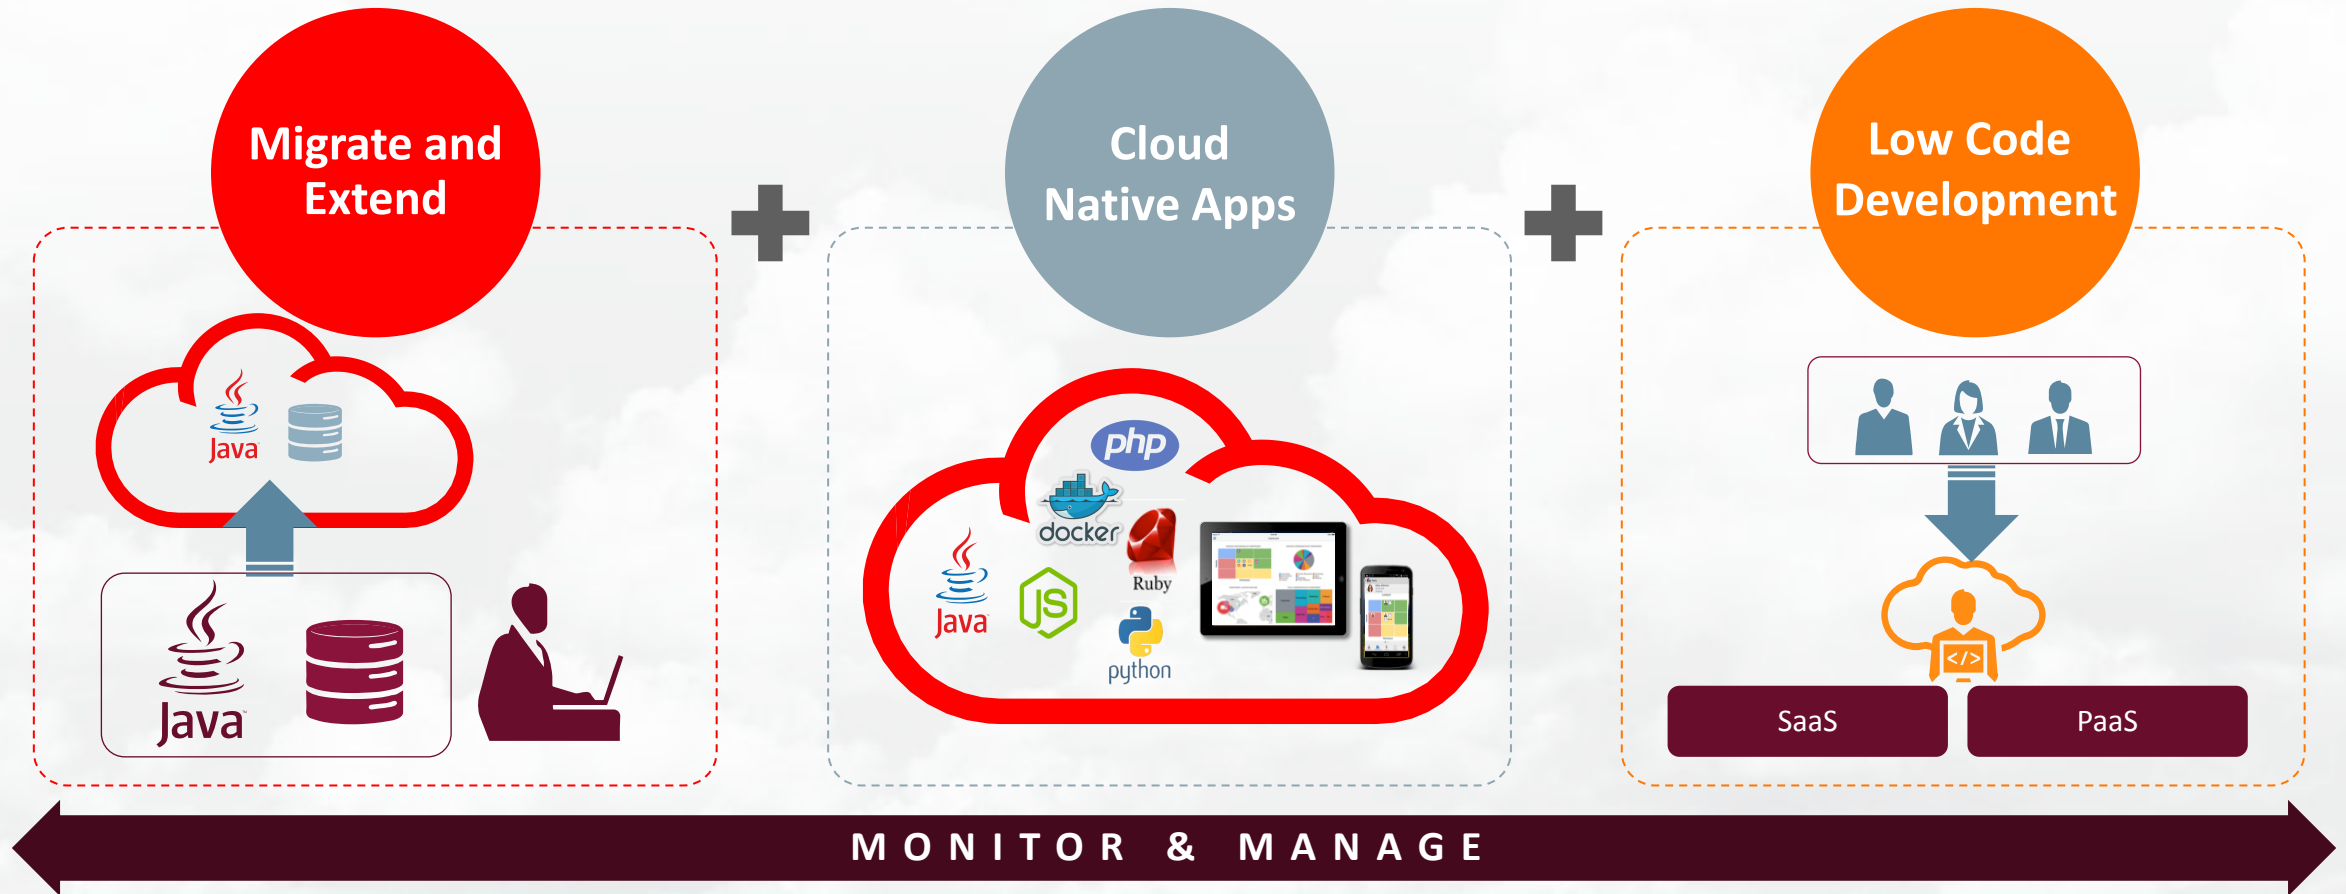 Migrate and
Extend
Java
Java
Cloud
Native Apps
php
docker
Ruby
Java
JS
python
Low Code
Development
</>
SaaS
PaaS
MONITOR & MANAGE